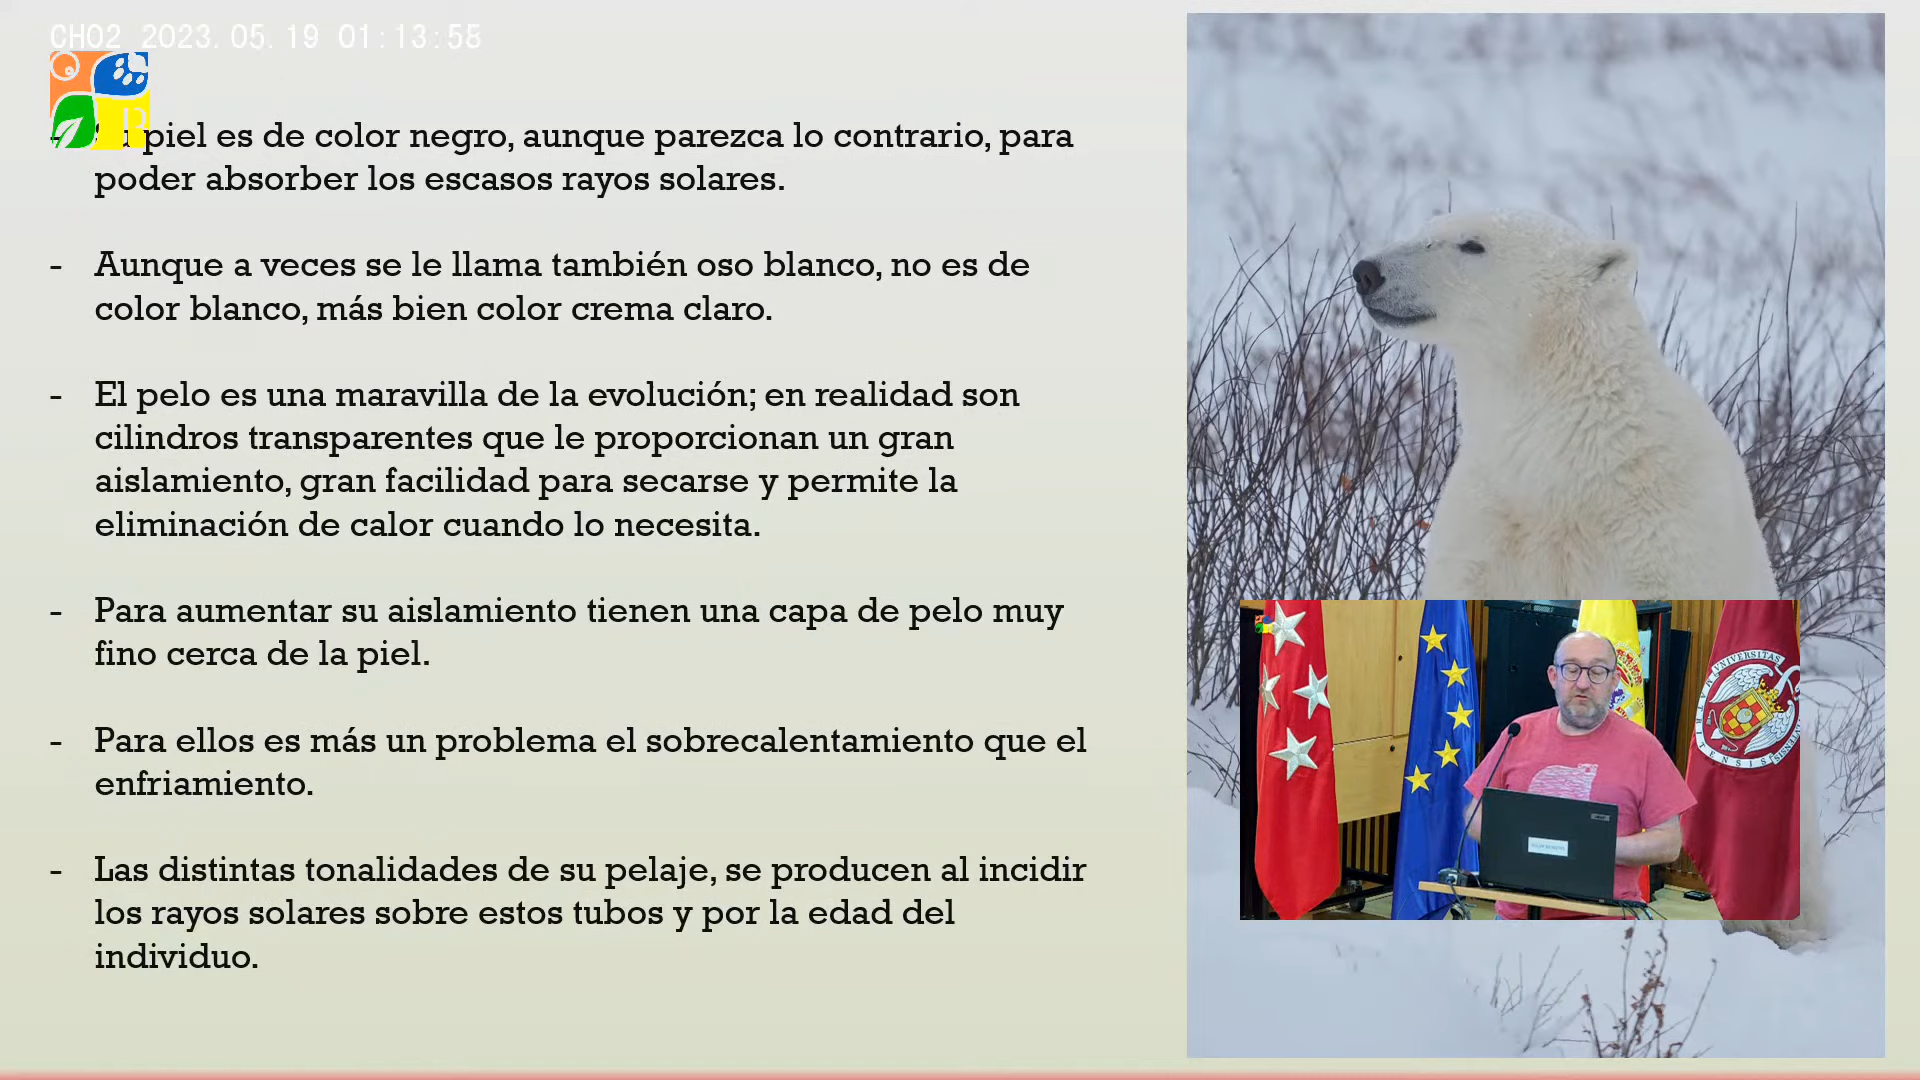 CH02 2023.05.19 01:13:58
- Su piel es de color negro, aunque parezca lo contrario, para
poder absorber los escasos rayos solares.
- Aunque a veces se le llama también oso blanco, no es de
color blanco, más bien color crema claro.
- El pelo es una maravilla de la evolución; en realidad son
cilindros transparentes que le proporcionan un gran
aislamiento, gran facilidad para secarse y permite la
eliminación de calor cuando lo necesita.
- Para aumentar su aislamiento tienen una capa de pelo muy
fino cerca de la piel.
- Para ellos es más un problema el sobrecalentamiento que el
enfriamiento.
- Las distintas tonalidades de su pelaje, se producen al incidir
los rayos solares sobre estos tubos y por la edad del
individuo.
UNIVERSITAS
MATRITENSIS